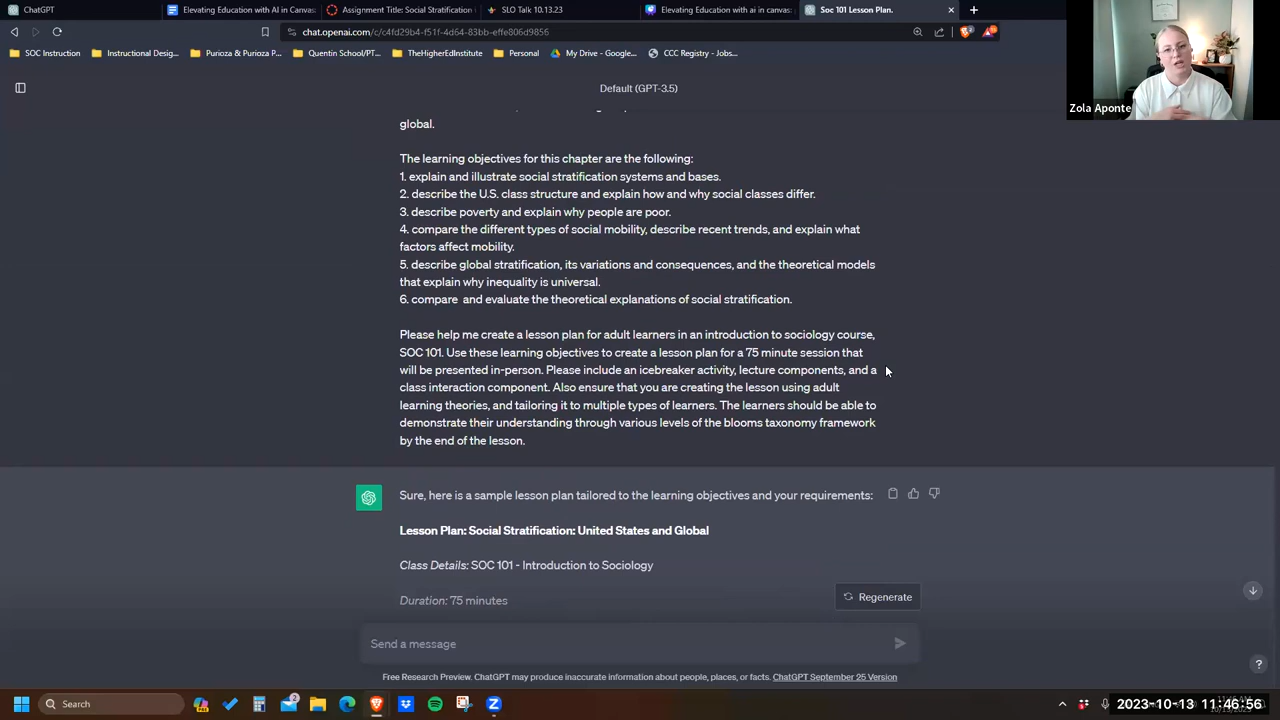 ChatGPT
Elevating Education with AI in Canvas
Assignment Title: Social Stratification
SLO Talk 10.13.23
Elevating Education with ai in canvas
Soc 101 Lesson Plan.
chat.openai.com/c/c4fd29b4-f51f-4d64-83bb-effe806d9856
SOC Instruction
Instructional Desig...
Purioza & Purioza P...
Quentin School/PT...
TheHigherEdInstitute
Personal
My Drive - Google...
CCC Registry - Jobs...
Zola Aponte
Default (GPT-3.5)
global.
The learning objectives for this chapter are the following:
1. explain and illustrate social stratification systems and bases.
2. describe the U.S. class structure and explain how and why social classes differ.
3. describe poverty and explain why people are poor.
4. compare the different types of social mobility, describe recent trends, and explain what
factors affect mobility.
5. describe global stratification, its variations and consequences, and the theoretical models
that explain why inequality is universal.
6. compare and evaluate the theoretical explanations of social stratification.
Please help me create a lesson plan for adult learners in an introduction to sociology course,
SOC 101. Use these learning objectives to create a lesson plan for a 75 minute session that
will be presented in-person. Please include an icebreaker activity, lecture components, and a
class interaction component. Also ensure that you are creating the lesson using adult
learning theories, and tailoring it to multiple types of learners. The learners should be able to
demonstrate their understanding through various levels of the blooms taxonomy framework
by the end of the lesson.
Sure, here is a sample lesson plan tailored to the learning objectives and your requirements:
Lesson Plan: Social Stratification: United States and Global
Class Details: SOC 101 - Introduction to Sociology
Duration: 75 minutes
Regenerate
Send a message
Free Research Preview. ChatGPT may produce inaccurate information about people, places, or facts. ChatGPT September 25 Version
?
Search
2
2023-10-13 11:46:56